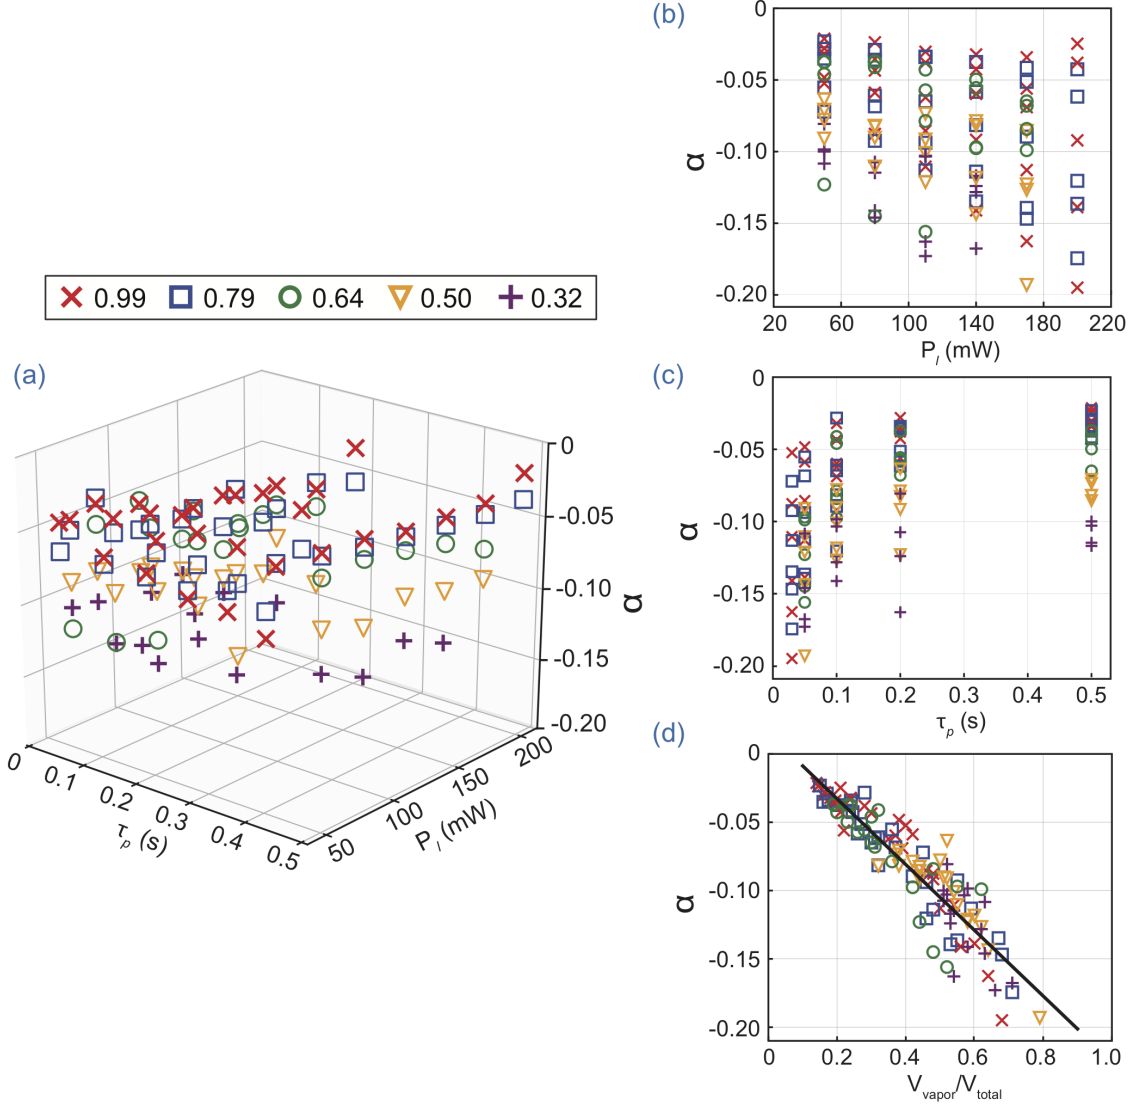 (b)
0
-0.05
-0.10
-0.15
-0.20
α
20 60 100 140 180 220
P_l (mW)
× 0.99 □ 0.79 ○ 0.64 ▽ 0.50 + 0.32
(a)
0
-0.05
-0.10
-0.15
-0.20
α
0 0.1 0.2 0.3 0.4 0.5
τ_p (s)
50 100 150 200
P_l (mW)
(c)
0
-0.05
-0.10
-0.15
-0.20
α
0 0.1 0.2 0.3 0.4 0.5
τ_p (s)
(d)
0
-0.05
-0.10
-0.15
-0.20
α
0 0.2 0.4 0.6 0.8 1.0
V_vapor/V_total